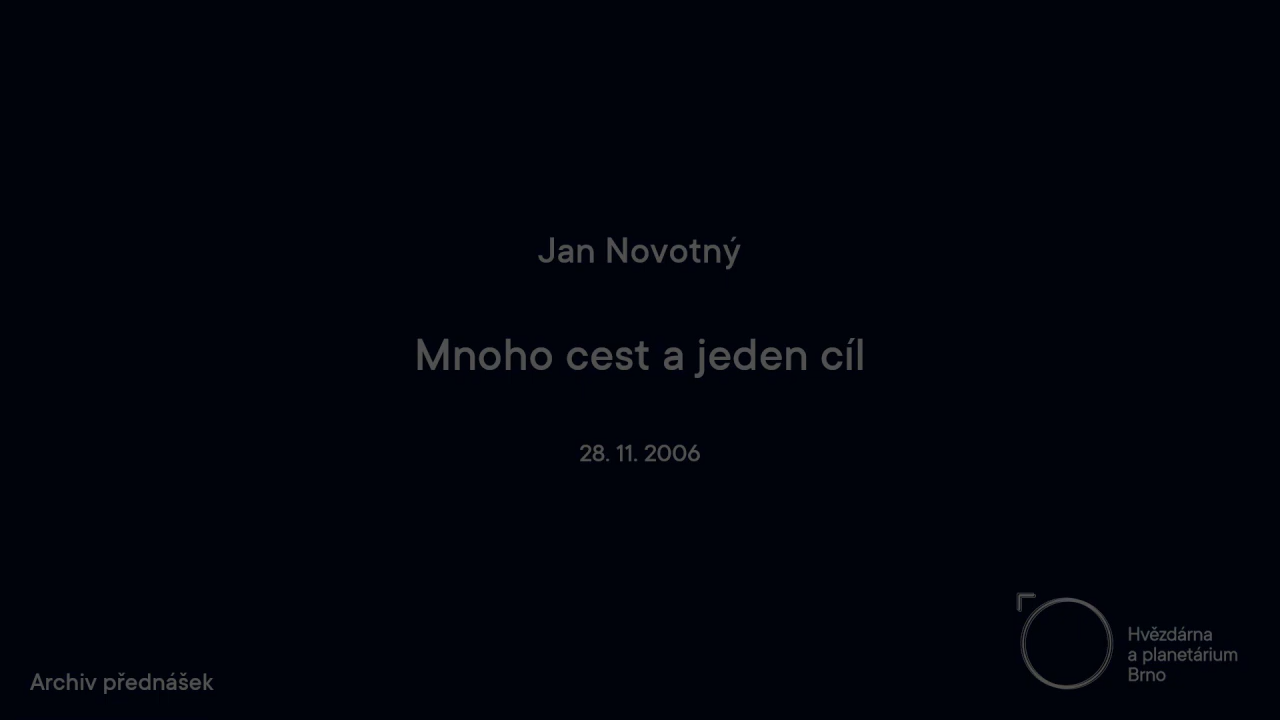 Jan Novotný
Mnoho cest a jeden cíl
28. 11. 2006
Hvězdárna
a planetárium
Brno
Archiv přednášek